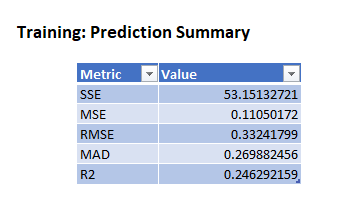 Training: Prediction Summary
Metric Value
SSE 53.15132721
MSE 0.11050172
RMSE 0.33241799
MAD 0.269882456
R2 0.246292159